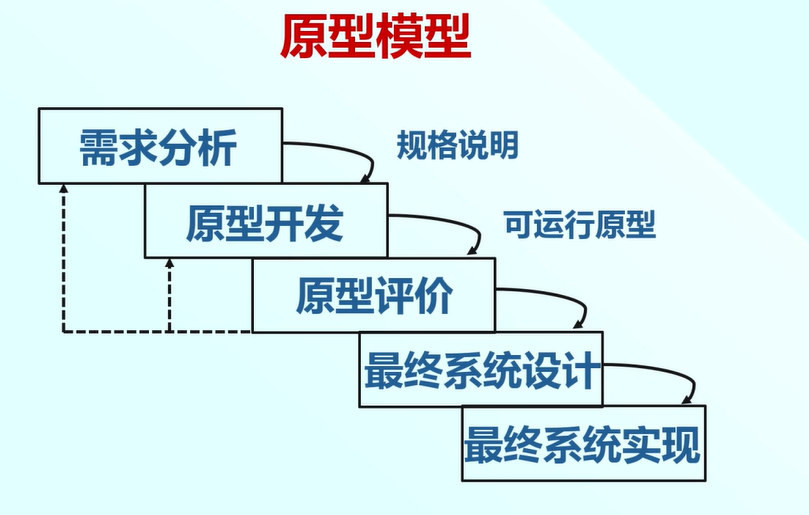 原型模型
需求分析
规格说明
原型开发
可运行原型
原型评价
最终系统设计
最终系统实现